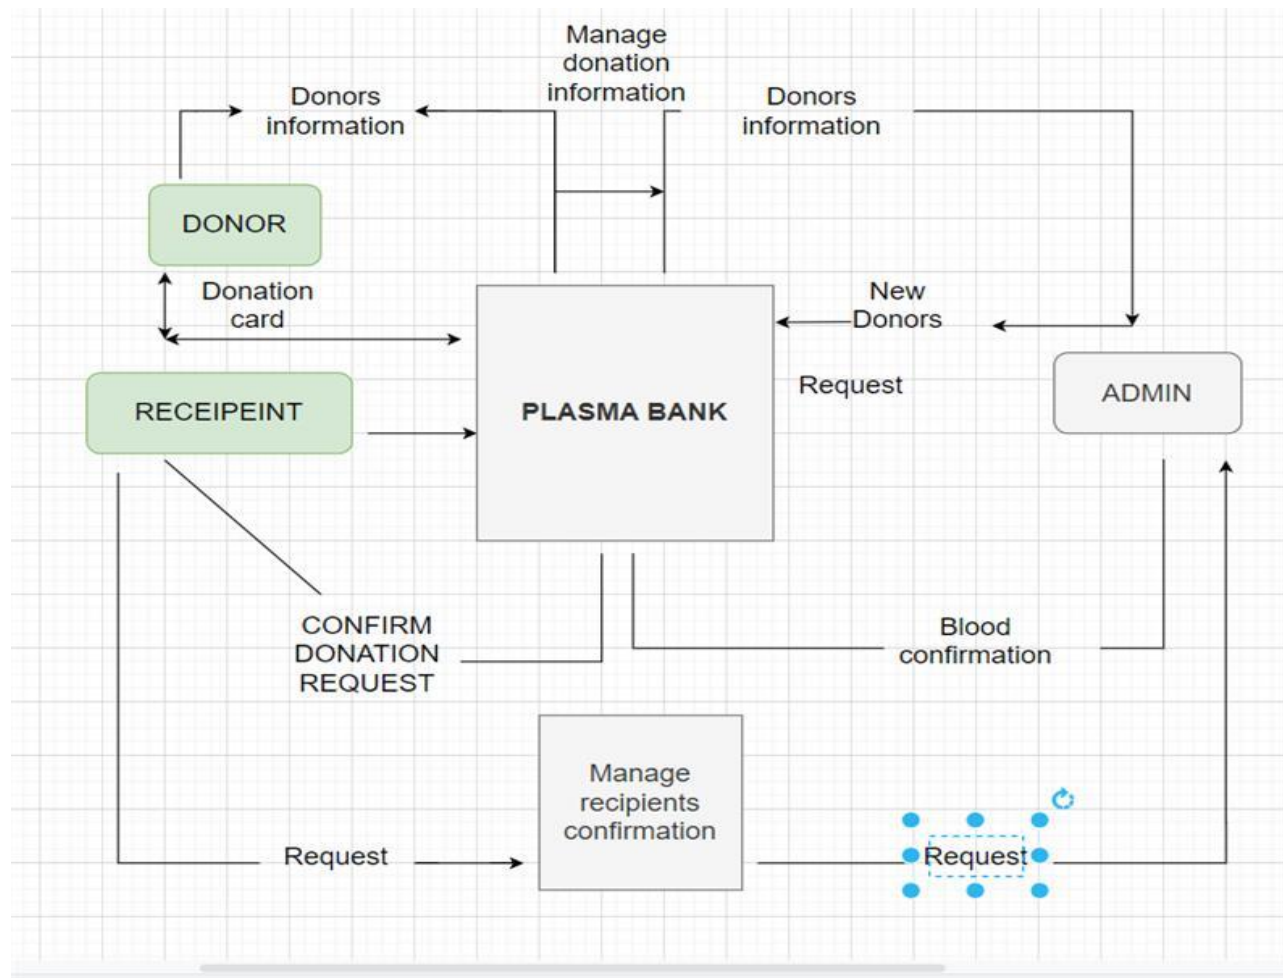 Manage
donation
information
Donors
information
Donors
information
DONOR
Donation
card
New
Donors
Request
RECEIPEINT
PLASMA BANK
ADMIN
CONFIRM
DONATION
REQUEST
Blood
confirmation
Manage
recipients
confirmation
Request
Request